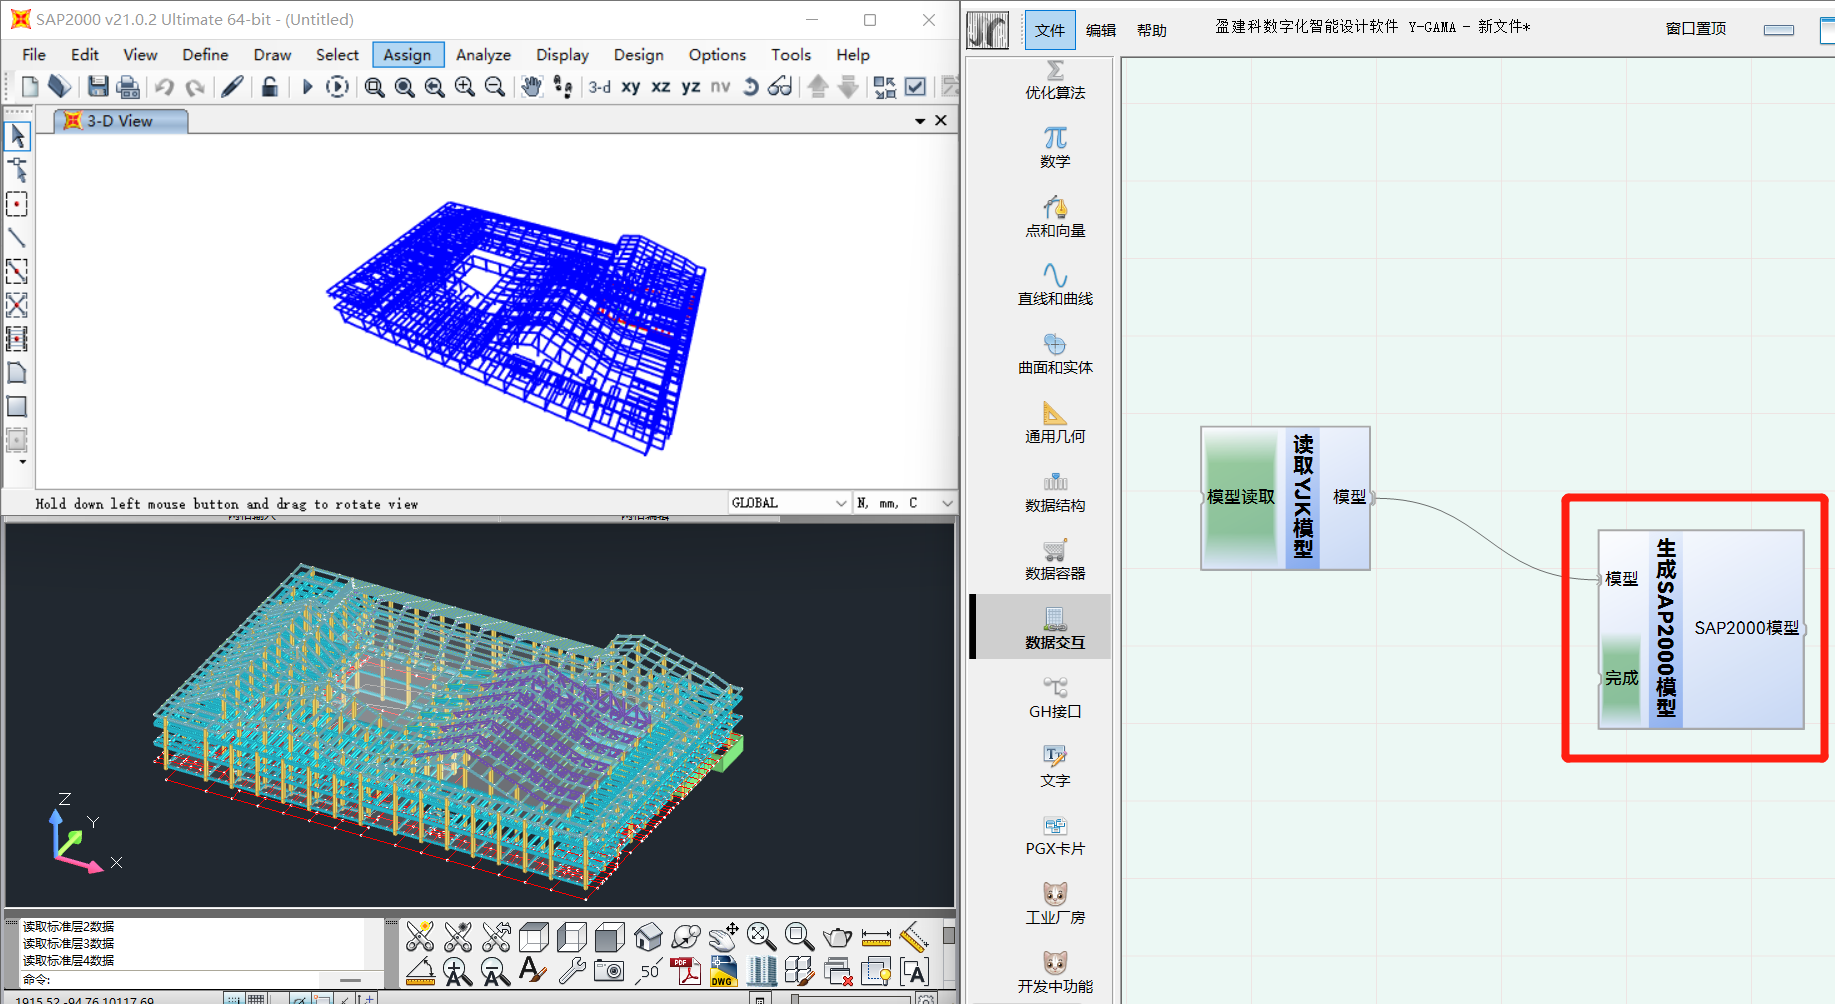 SAP2000 v21.0.2 Ultimate 64-bit - (Untitled)
File Edit View Define Draw Select Assign Analyze Display Design Options Tools Help
3-d xy xz yz nv
3-D View
Hold down left mouse button and drag to rotate view
GLOBAL
N, mm, C
Z
Y
X
读取标准层2数据
读取标准层3数据
读取标准层4数据
命令:
1915.52,-94.76,10117.69
.50
PDF
DWG
A
[A]
文件 编辑 帮助
盈建科数字化智能设计软件 Y-GAMA - 新文件*
窗口置顶
优化算法
数学
点和向量
直线和曲线
曲面和实体
通用几何
数据结构
数据容器
数据交互
GH接口
文字
PGX卡片
工业厂房
开发中功能
模型读取
读取YJK模型
模型
模型
完成
生成SAP2000模型
SAP2000模型